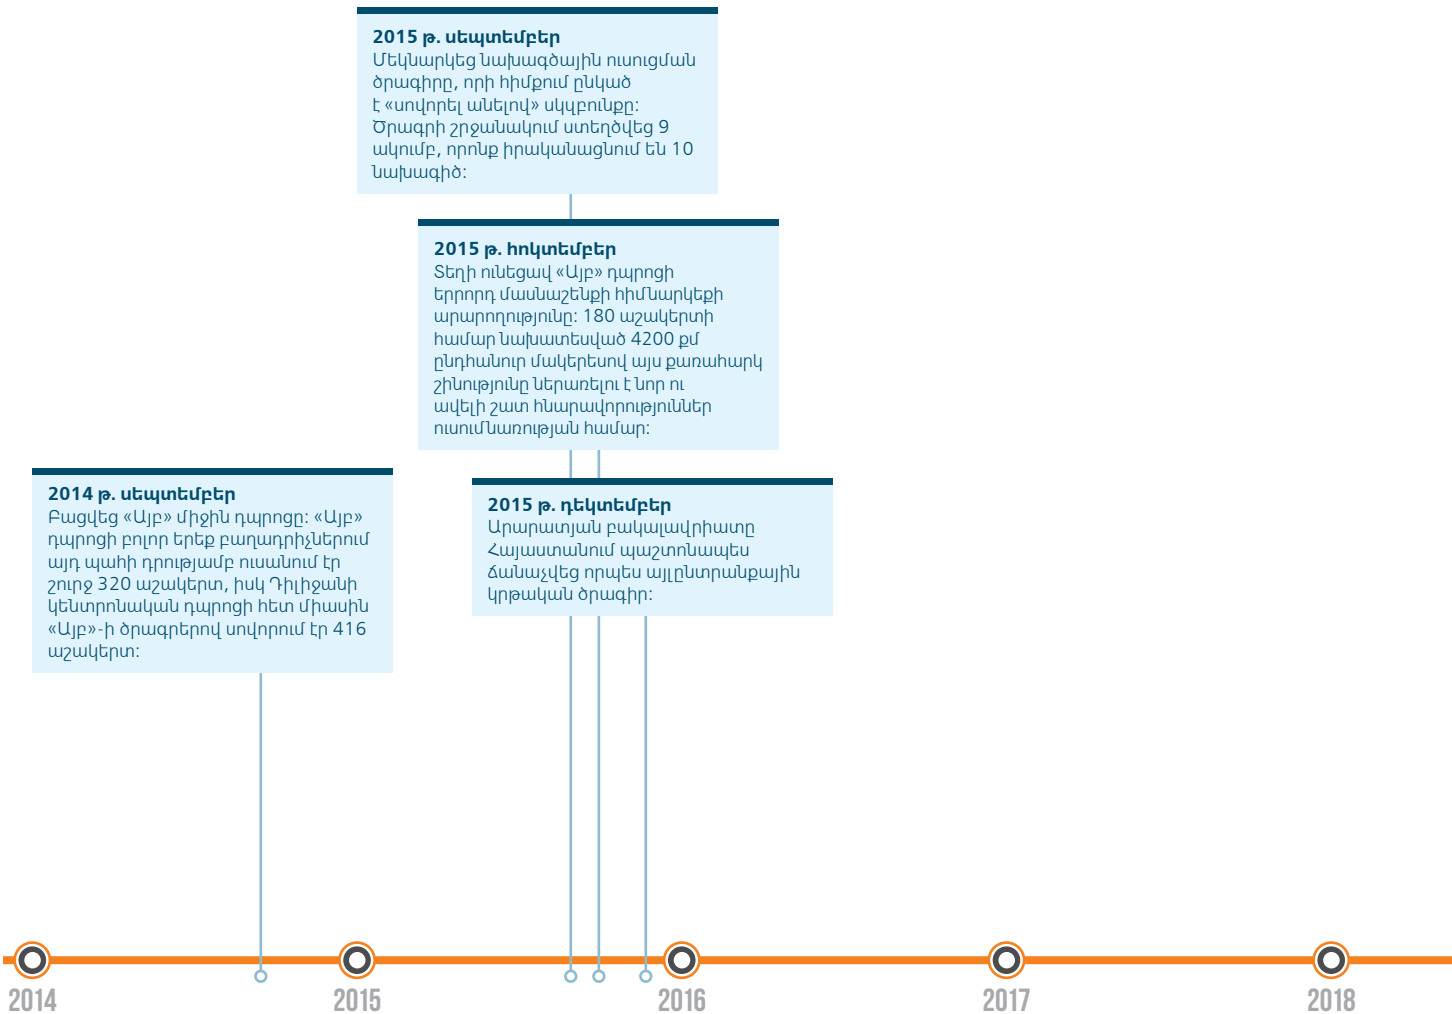 2015 թ. սեպտեմբեր
Մեկնարկեց նախագծային ուսուցման
ծրագիրը, որի հիմքում ընկած
է «սովորել անելով» սկզբունքը:
Ծրագրի շրջանակում ստեղծվեց 9
ակումբ, որոնք իրականացնում են 10
նախագիծ:
2015 թ. հոկտեմբեր
Տեղի ունեցավ «Այբ» դպրոցի
երրորդ մասնաշենքի հիմնարկեքի
արարողությունը: 180 աշակերտի
համար նախատեսված 4200 քմ
ընդհանուր մակերեսով այս քառահարկ
շինությունը ներառելու է նոր ու
ավելի շատ հնարավորություններ
ուսումնառության համար:
2014 թ. սեպտեմբեր
Բացվեց «Այբ» միջին դպրոցը: «Այբ»
դպրոցի բոլոր երեք բաղադրիչներում
այդ պահի դրությամբ ուսանում էր
շուրջ 320 աշակերտ, իսկ Դիլիջանի
կենտրոնական դպրոցի հետ միասին
«Այբ»-ի ծրագրերով սովորում էր 416
աշակերտ:
2015 թ. դեկտեմբեր
Արարատյան բակալավրիատը
Հայաստանում պաշտոնապես
ճանաչվեց որպես այլընտրանքային
կրթական ծրագիր:
2014
2015
2016
2017
2018